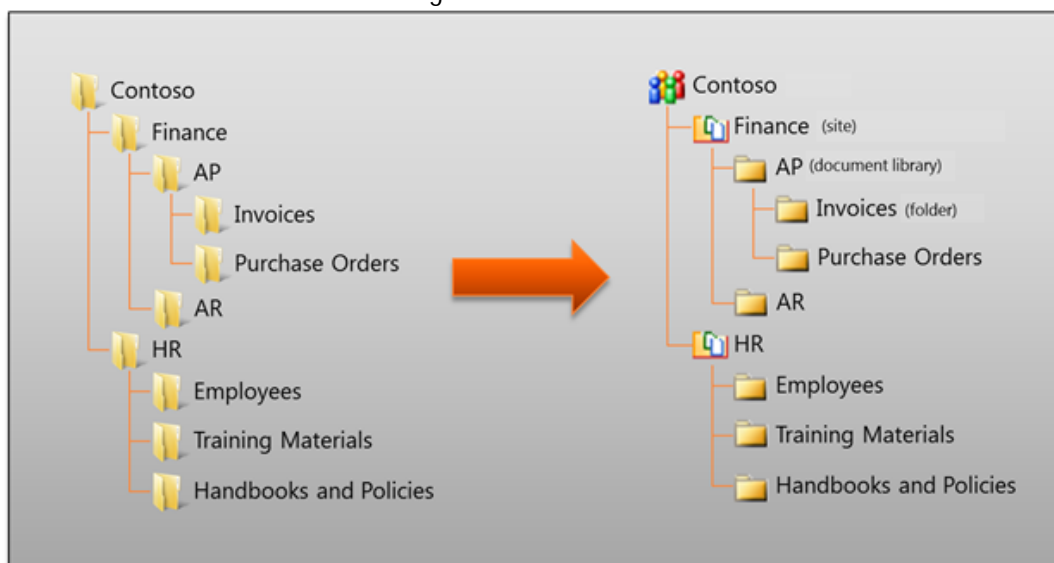 Contoso
Finance
AP
Invoices
Purchase Orders
AR
HR
Employees
Training Materials
Handbooks and Policies
Contoso
Finance (site)
AP (document library)
Invoices (folder)
Purchase Orders
AR
HR
Employees
Training Materials
Handbooks and Policies